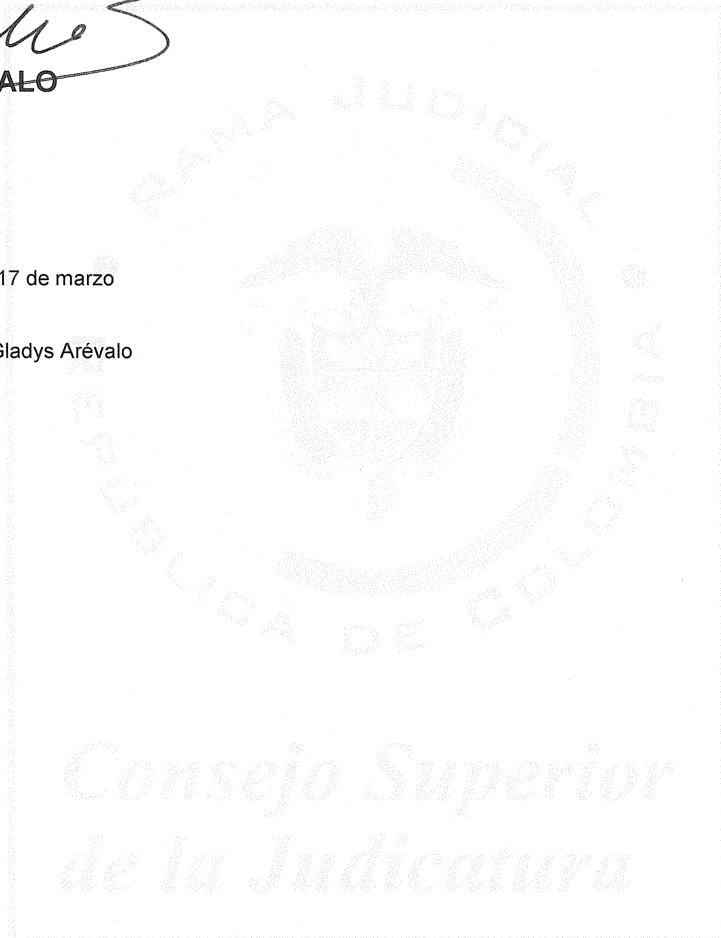 ALO
RAMA JUDICIAL
17 de marzo
Gladys Arévalo
REPÚBLICA DE COLOMBIA
Consejo Superior
de la Judicatura